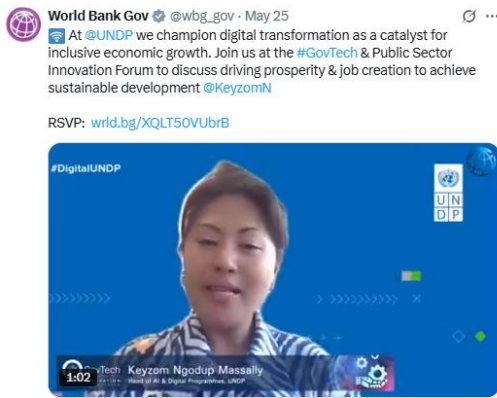 World Bank Gov @wbg_gov · May 25
At @UNDP we champion digital transformation as a catalyst for
inclusive economic growth. Join us at the #GovTech & Public Sector
Innovation Forum to discuss driving prosperity & job creation to achieve
sustainable development @KeyzomN
RSVP: wrld.bg/XQLT50VUbrB
#DigitalUNDP
U N
D P
Tech Keyzom Ngodup Massally
1:02 Head of AI & Digital Programmes, UNDP